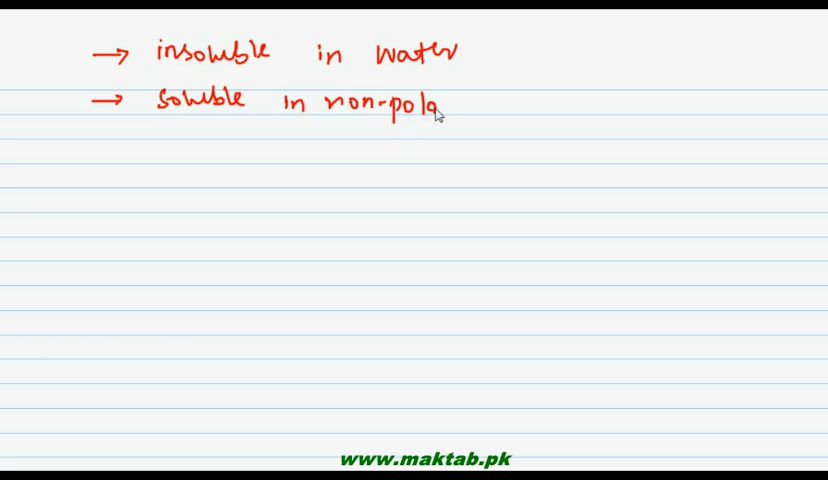 → insoluble in water
→ soluble in non-pola
www.maktab.pk